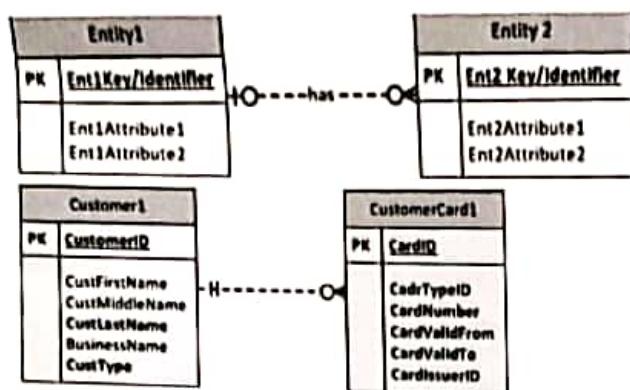 Entity1
PK Ent1Key/Identifier
Ent1Attribute1
Ent1Attribute2
has
Entity 2
PK Ent2 Key/Identifier
Ent2Attribute1
Ent2Attribute2
Customer1
PK CustomerID
CustFirstName
CustMiddleName
CustLastName
BusinessName
CustType
CustomerCard1
PK CardID
CadrTypeID
CardNumber
CardValidFrom
CardValidTo
CardIssuerID